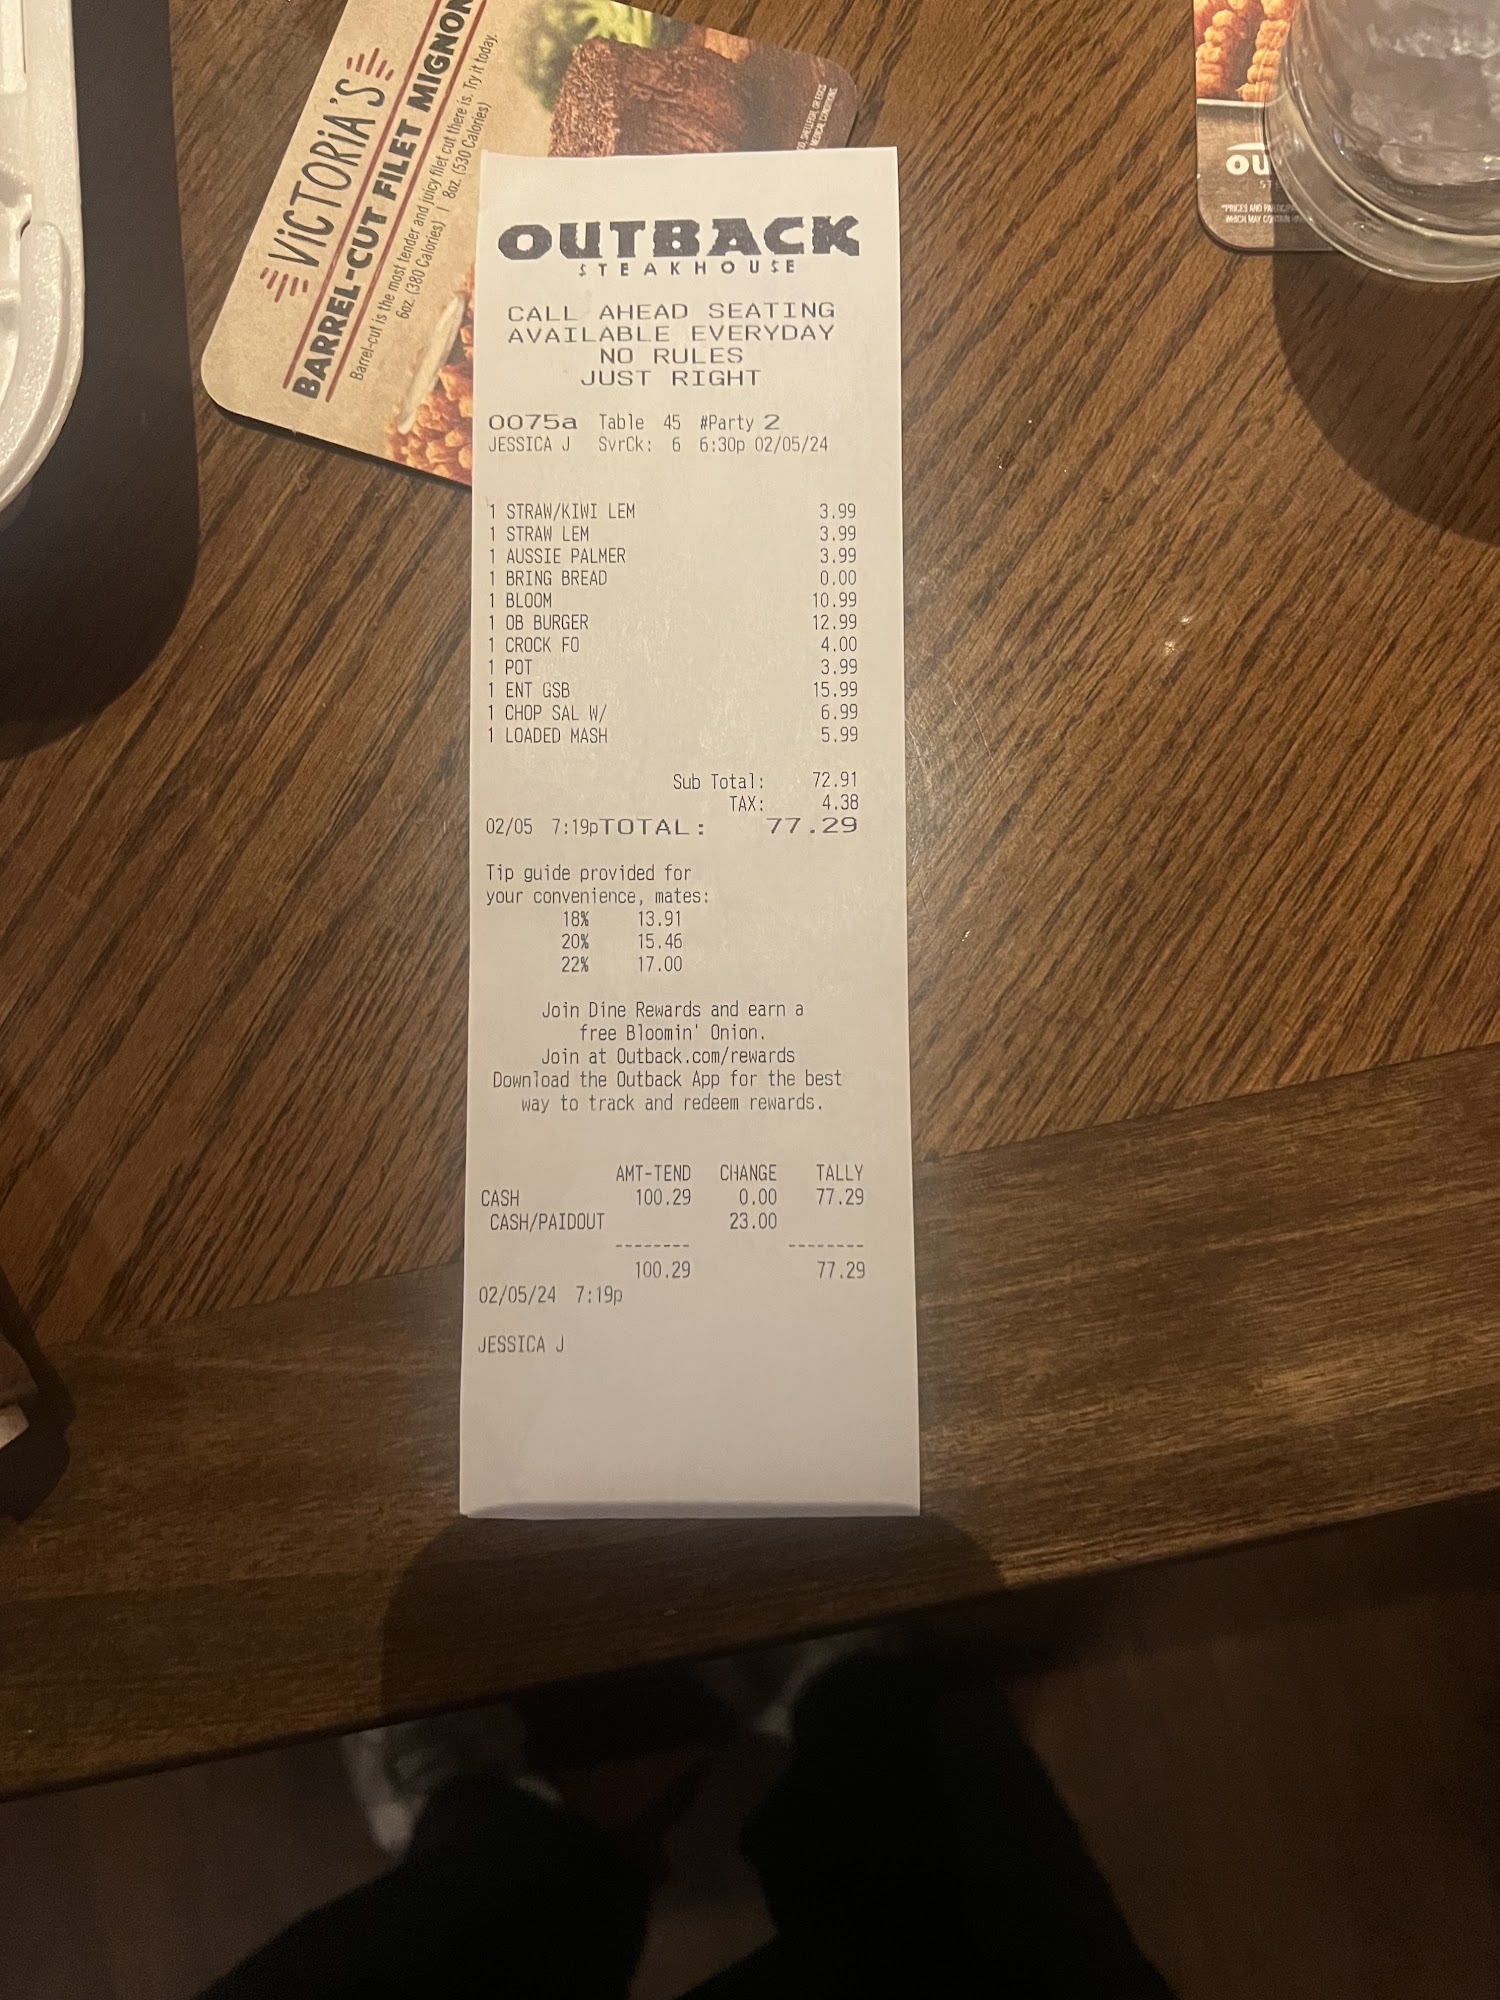 VICTORIA'S
BARREL-CUT FILET MIGNON
Barrel-cut is the most tender and juicy filet cut there is. Try it today.
6oz. (380 Calories) | 8oz. (530 Calories)
OU
OUTBACK
STEAKHOUSE
CALL AHEAD SEATING
AVAILABLE EVERYDAY
NO RULES
JUST RIGHT
0075a Table 45 #Party 2
JESSICA J SvrCk: 6 6:30p 02/05/24
1 STRAW/KIWI LEM 3.99
1 STRAW LEM 3.99
1 AUSSIE PALMER 3.99
1 BRING BREAD 0.00
1 BLOOM 10.99
1 OB BURGER 12.99
1 CROCK FO 4.00
1 POT 3.99
1 ENT GSB 15.99
1 CHOP SAL W/ 6.99
1 LOADED MASH 5.99
Sub Total: 72.91
TAX: 4.38
02/05 7:19pTOTAL: 77.29
Tip guide provided for
your convenience, mates:
18% 13.91
20% 15.46
22% 17.00
Join Dine Rewards and earn a
free Bloomin' Onion.
Join at Outback.com/rewards
Download the Outback App for the best
way to track and redeem rewards.
AMT-TEND CHANGE TALLY
CASH 100.29 0.00 77.29
CASH/PAIDOUT 23.00
-------- --------
100.29 77.29
02/05/24 7:19p
JESSICA J